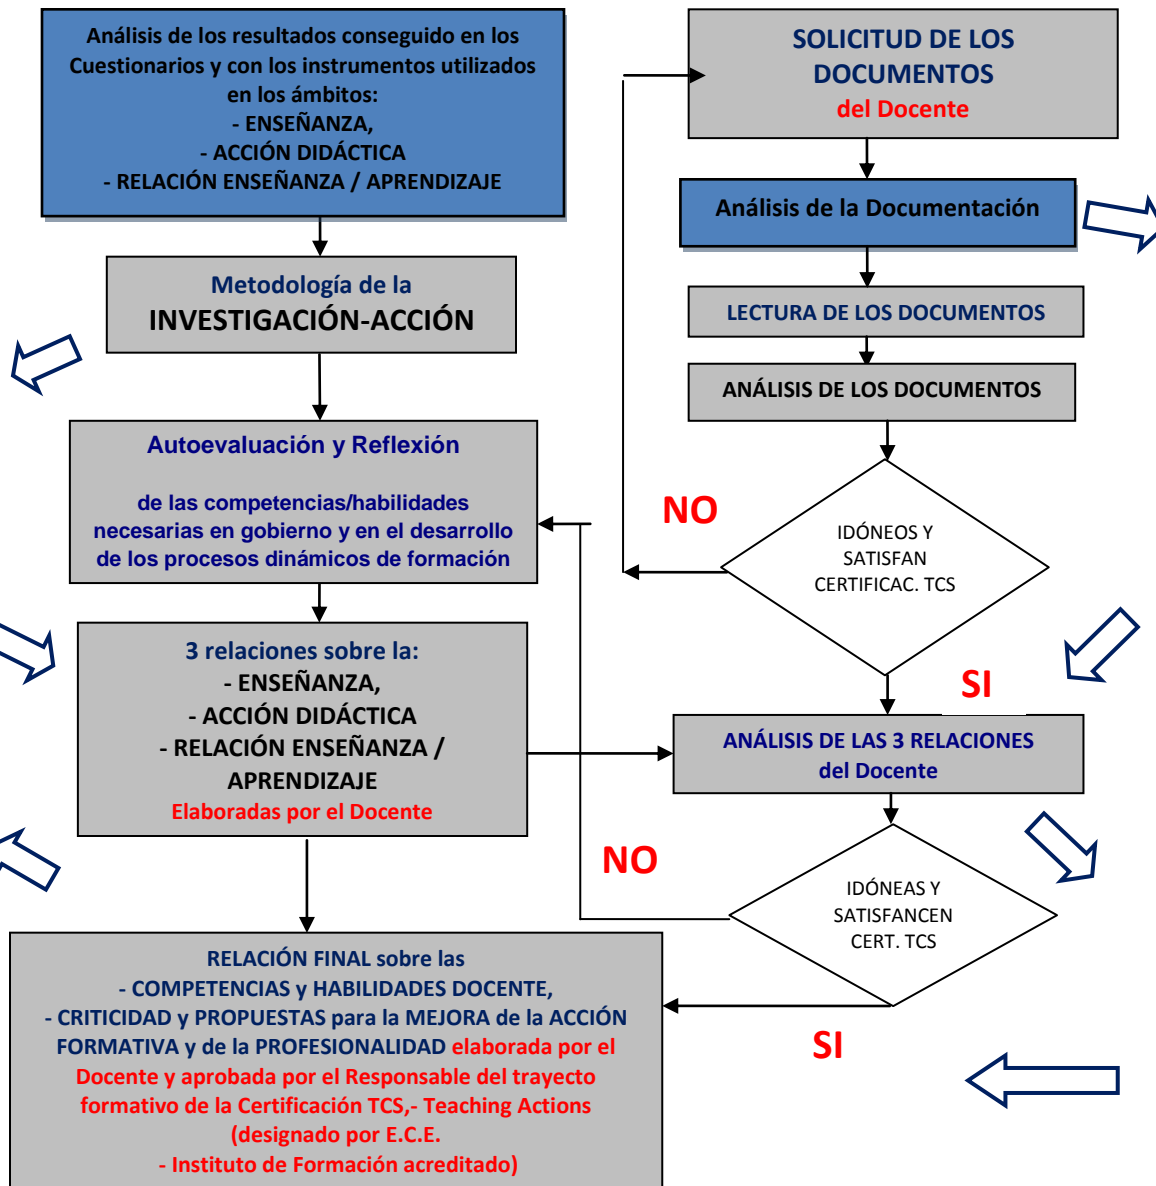 Análisis de los resultados conseguido en los
Cuestionarios y con los instrumentos utilizados
en los ámbitos:
- ENSEÑANZA,
- ACCIÓN DIDÁCTICA
- RELACIÓN ENSEÑANZA / APRENDIZAJE
Metodología de la
INVESTIGACIÓN-ACCIÓN
Autoevaluación y Reflexión
de las competencias/habilidades
necesarias en gobierno y en el desarrollo
de los procesos dinámicos de formación
3 relaciones sobre la:
- ENSEÑANZA,
- ACCIÓN DIDÁCTICA
- RELACIÓN ENSEÑANZA /
APRENDIZAJE
Elaboradas por el Docente
RELACIÓN FINAL sobre las
- COMPETENCIAS y HABILIDADES DOCENTE,
- CRITICIDAD y PROPUESTAS para la MEJORA de la ACCIÓN
FORMATIVA y de la PROFESIONALIDAD elaborada por el
Docente y aprobada por el Responsable del trayecto
formativo de la Certificación TCS,- Teaching Actions
(designado por E.C.E.
- Instituto de Formación acreditado)
SOLICITUD DE LOS
DOCUMENTOS
del Docente
Análisis de la Documentación
LECTURA DE LOS DOCUMENTOS
ANÁLISIS DE LOS DOCUMENTOS
NO
IDÓNEOS Y
SATISFAN
CERTIFICAC. TCS
SI
ANÁLISIS DE LAS 3 RELACIONES
del Docente
NO
IDÓNEAS Y
SATISFANCEN
CERT. TCS
SI